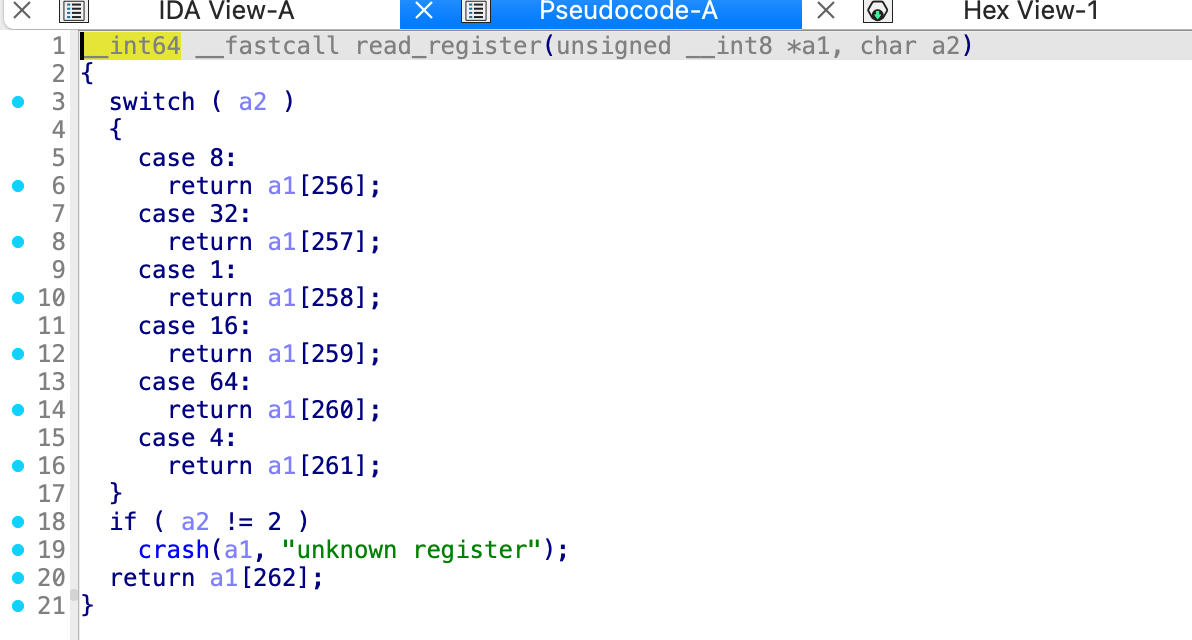 IDA View-A Pseudocode-A Hex View-1
1 __int64 __fastcall read_register(unsigned __int8 *a1, char a2)
2 {
3   switch ( a2 )
4   {
5     case 8:
6       return a1[256];
7     case 32:
8       return a1[257];
9     case 1:
10       return a1[258];
11     case 16:
12       return a1[259];
13     case 64:
14       return a1[260];
15     case 4:
16       return a1[261];
17   }
18   if ( a2 != 2 )
19     crash(a1, "unknown register");
20   return a1[262];
21 }